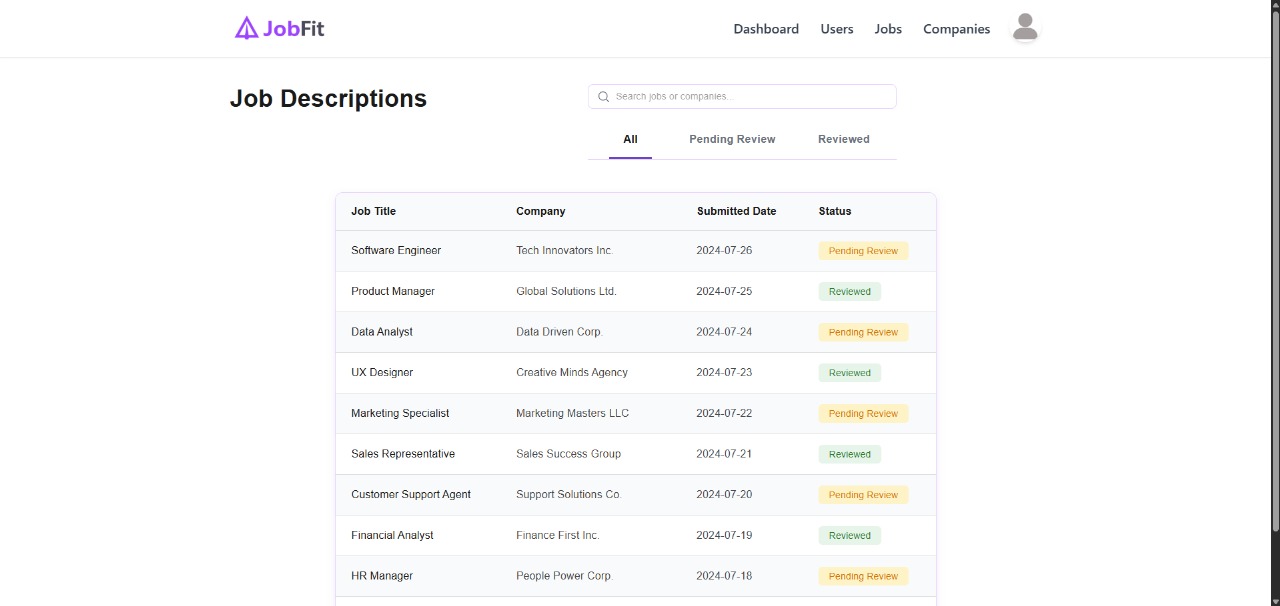 JobFit Dashboard Users Jobs Companies
Job Descriptions
Search jobs or companies...
All Pending Review Reviewed
Job Title Company Submitted Date Status
Software Engineer Tech Innovators Inc. 2024-07-26 Pending Review
Product Manager Global Solutions Ltd. 2024-07-25 Reviewed
Data Analyst Data Driven Corp. 2024-07-24 Pending Review
UX Designer Creative Minds Agency 2024-07-23 Reviewed
Marketing Specialist Marketing Masters LLC 2024-07-22 Pending Review
Sales Representative Sales Success Group 2024-07-21 Reviewed
Customer Support Agent Support Solutions Co. 2024-07-20 Pending Review
Financial Analyst Finance First Inc. 2024-07-19 Reviewed
HR Manager People Power Corp. 2024-07-18 Pending Review